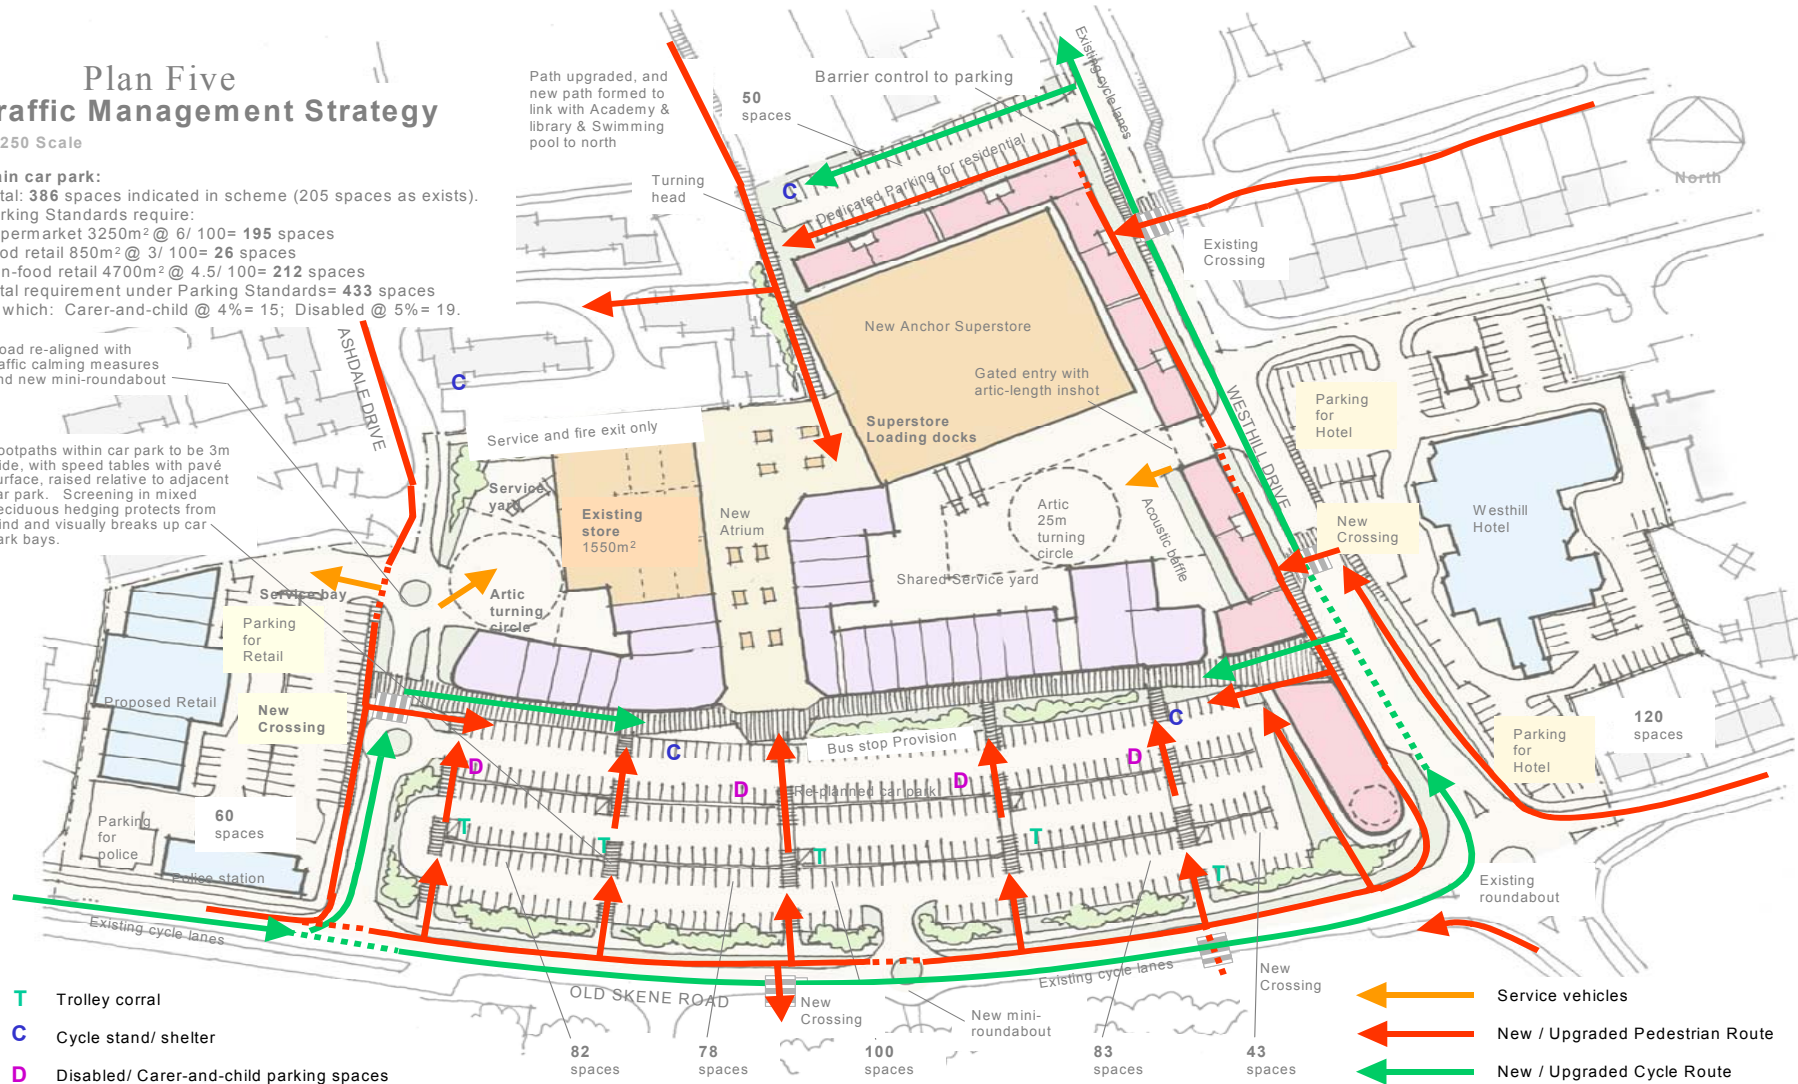 Plan Five
raffic Management Strategy
250 Scale
ain car park:
tal: 386 spaces indicated in scheme (205 spaces as exists).
rking Standards require:
permarket 3250m² @ 6/ 100= 195 spaces
od retail 850m² @ 3/ 100= 26 spaces
n-food retail 4700m² @ 4.5/ 100= 212 spaces
tal requirement under Parking Standards= 433 spaces
which: Carer-and-child @ 4%= 15; Disabled @ 5%= 19.
oad re-aligned with
affic calming measures
nd new mini-roundabout
ootpaths within car park to be 3m
ide, with speed tables with pavé
urface, raised relative to adjacent
ar park. Screening in mixed
eciduous hedging protects from
ind and visually breaks up car
ark bays.
Path upgraded, and
new path formed to
link with Academy &
library & Swimming
pool to north
50
spaces
Barrier control to parking
Existing cycle lanes
Turning
head
C
Dedicated Parking for residential
North
Existing
Crossing
ASHDALE DRIVE
C
New Anchor Superstore
Gated entry with
artic-length inshot
Superstore
Loading docks
WESTHILL DRIVE
Parking
for
Hotel
Service and fire exit only
Service
yard
Existing
store
1550m²
New
Atrium
Artic
25m
turning
circle
Acoustic baffle
New
Crossing
Westhill
Hotel
Shared Service yard
Service bay
Artic
turning
circle
Parking
for
Retail
Proposed Retail
New
Crossing
C
C
Bus stop Provision
120
spaces
Parking
for
Hotel
D
D
D
D
Re-planned car park
60
spaces
Parking
for
police
Police station
T
T
T
T
T
Existing
roundabout
Existing cycle lanes
OLD SKENE ROAD
Existing cycle lanes
New
Crossing
New
Crossing
New mini-
roundabout
82
spaces
78
spaces
100
spaces
83
spaces
43
spaces
T Trolley corral
C Cycle stand/ shelter
D Disabled/ Carer-and-child parking spaces
Service vehicles
New / Upgraded Pedestrian Route
New / Upgraded Cycle Route